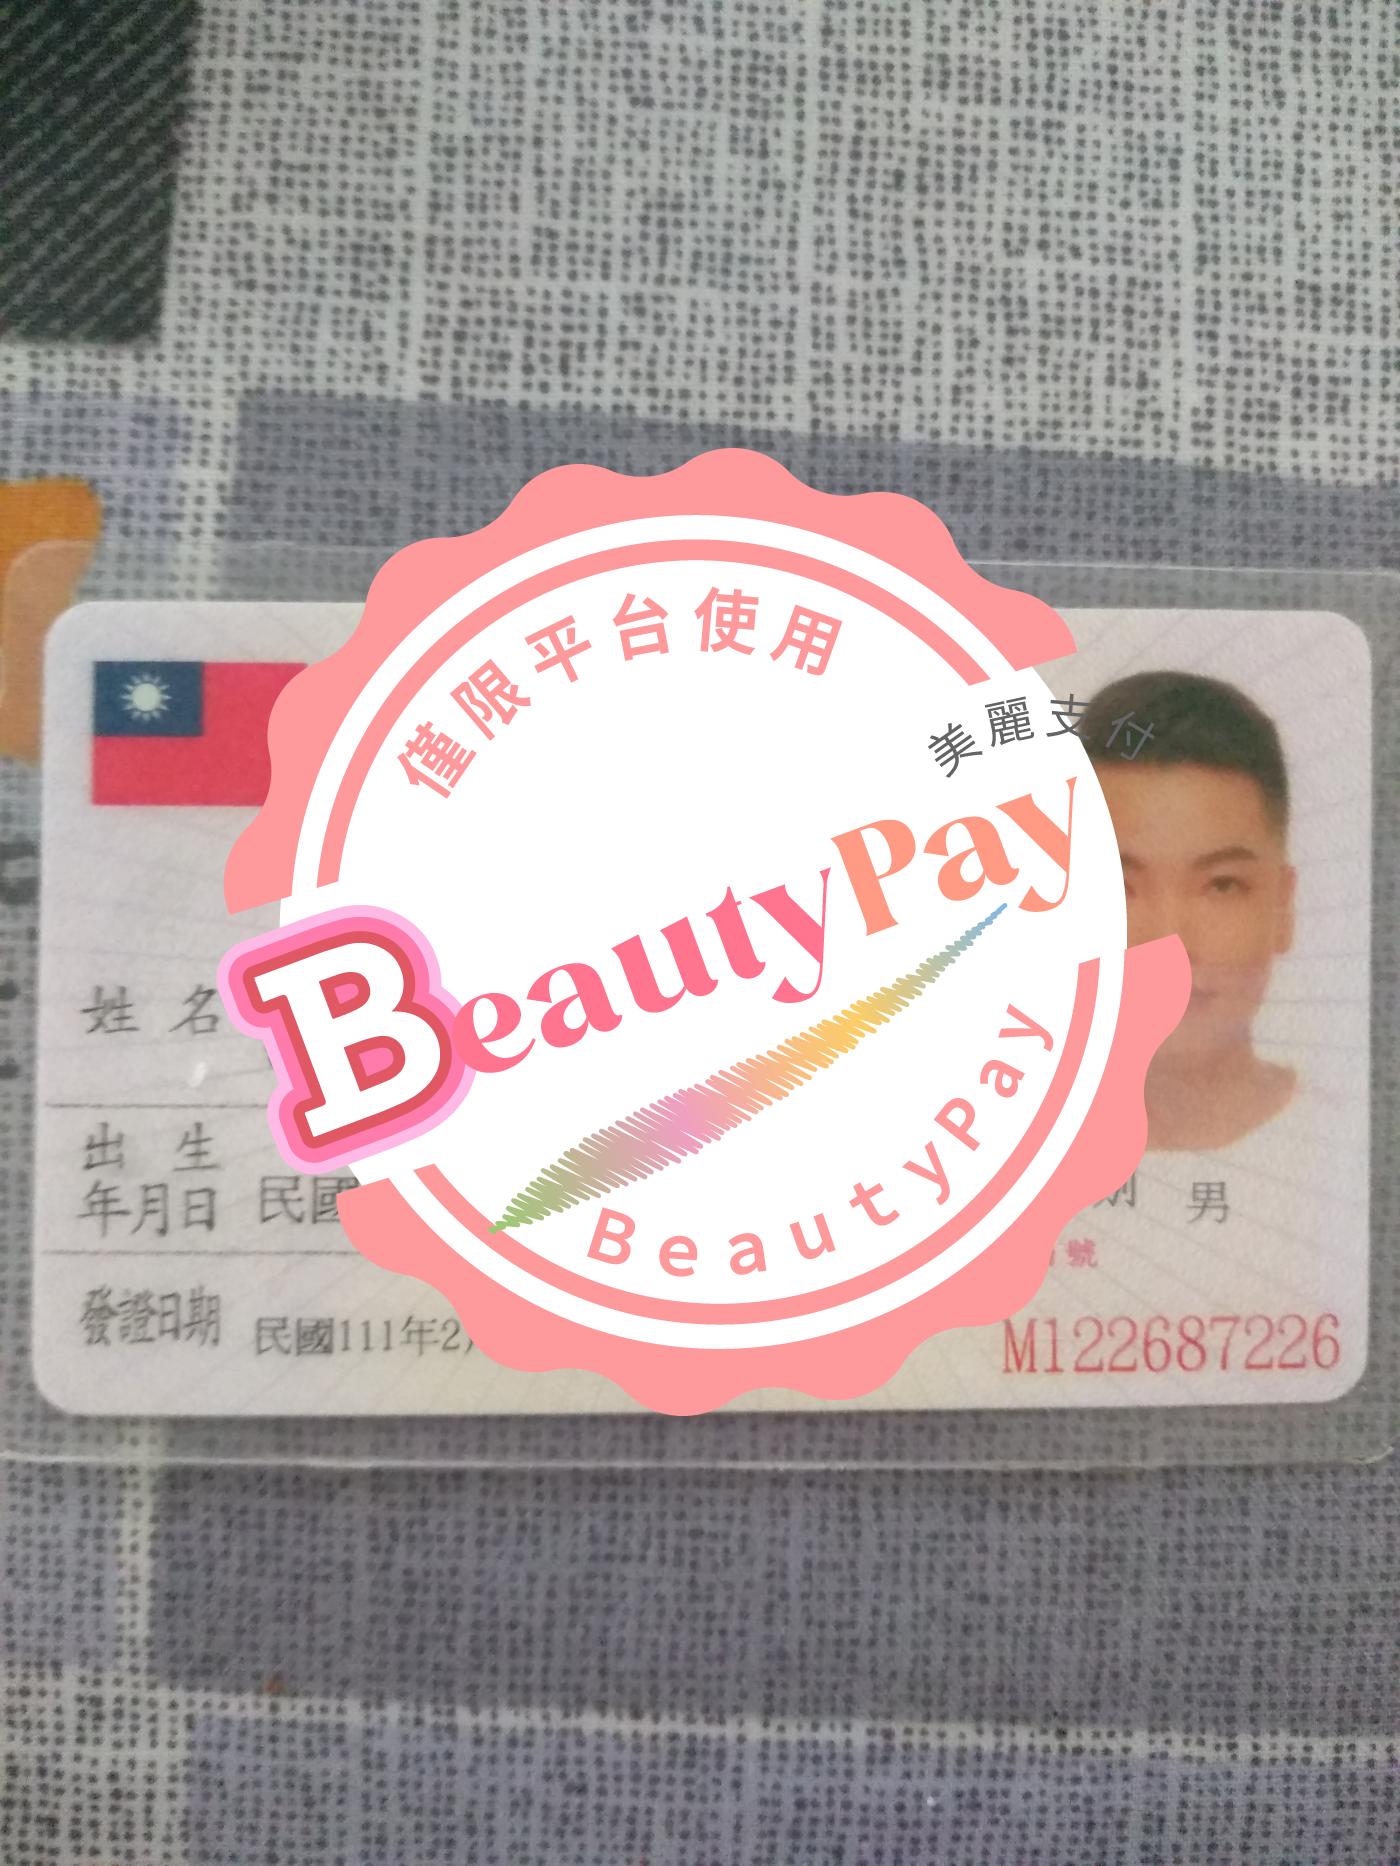 僅限平台使用
美麗支付
BeautyPay
姓名
出生
年月日 民國
男
號
發證日期 民國111年2
M122687226
BeautyPay